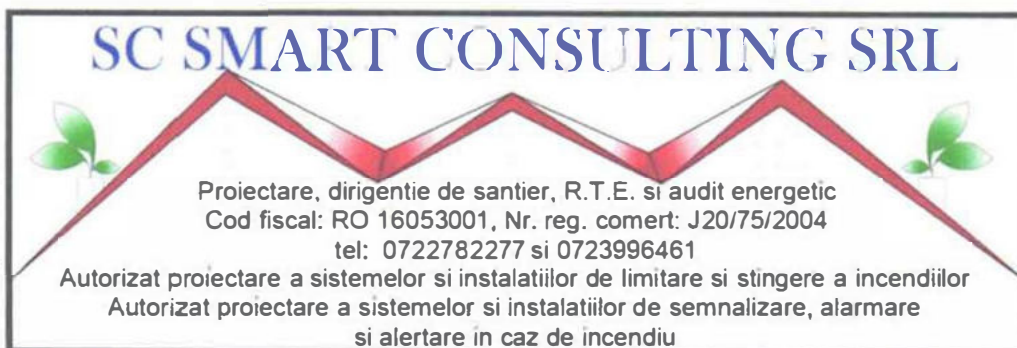 SC SMART CONSULTING SRL
Proiectare, dirigentie de santier, R.T.E. si audit energetic
Cod fiscal: RO 16053001, Nr. reg. comert: J20/75/2004
tel: 0722782277 si 0723996461
Autorizat proiectare a sistemelor si instalatiilor de limitare si stingere a incendiilor
Autorizat proiectare a sistemelor si instalatiilor de semnalizare, alarmare
si alertare in caz de incendiu